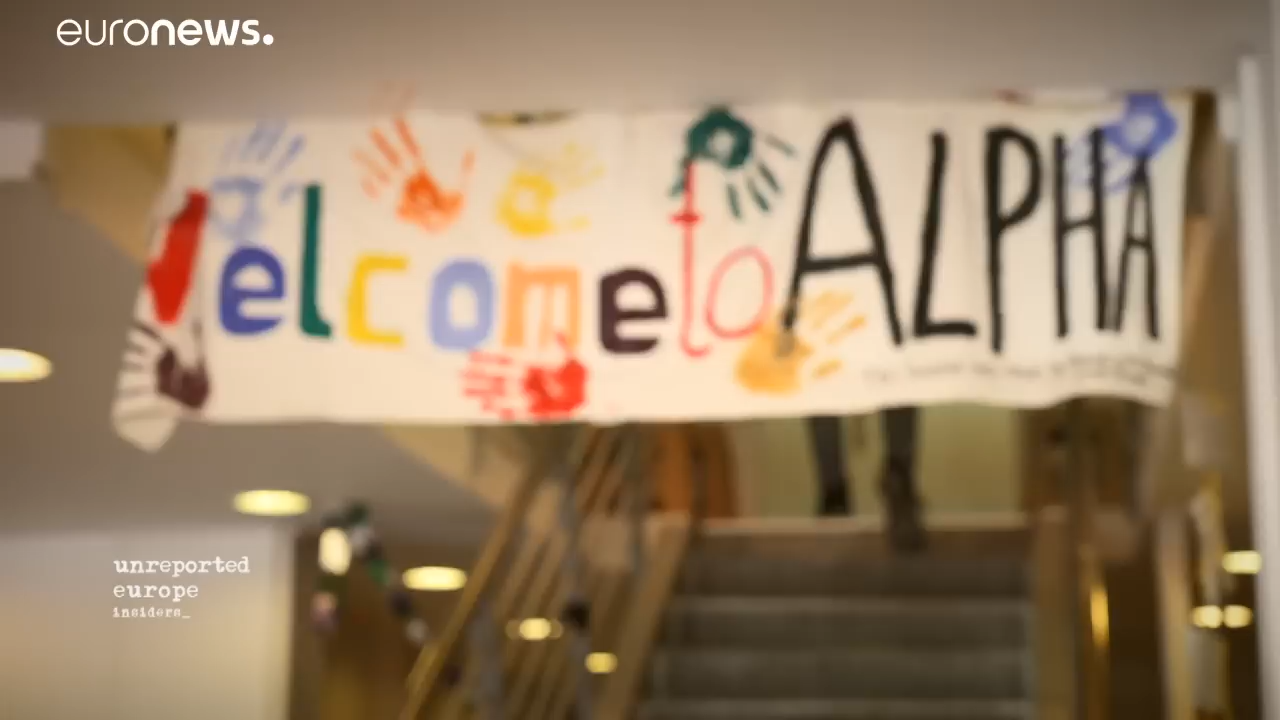 euronews.
Welcome to ALPHA
unreported
europe
insiders_